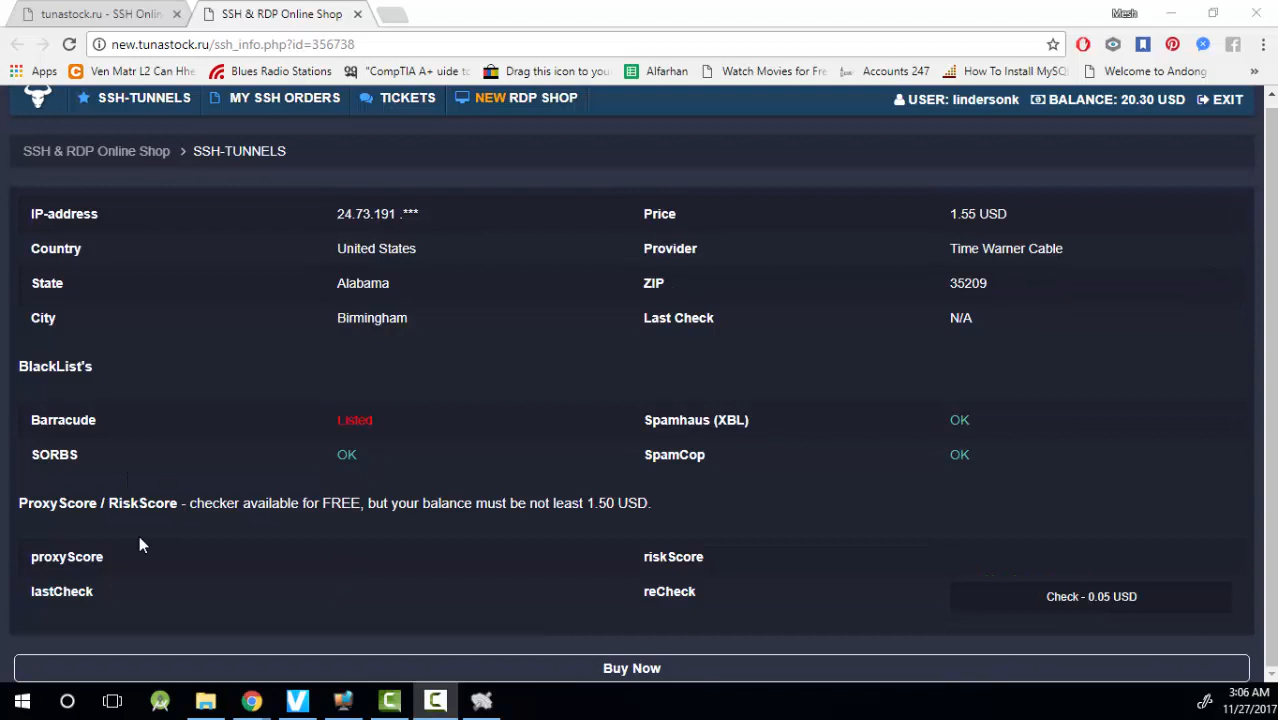 tunastock.ru - SSH Onlin
SSH & RDP Online Shop
Mesh
new.tunastock.ru/ssh_info.php?id=356738
Apps
Ven Matr L2 Can Hhe
Blues Radio Stations
"CompTIA A+ uide to
Drag this icon to you
Alfarhan
Watch Movies for Fre
Accounts 247
How To Install MySQL
Welcome to Andong
»
SSH-TUNNELS
MY SSH ORDERS
TICKETS
NEW RDP SHOP
USER: lindersonk
BALANCE: 20.30 USD
EXIT
SSH & RDP Online Shop > SSH-TUNNELS
IP-address 24.73.191 .*** Price 1.55 USD
Country United States Provider Time Warner Cable
State Alabama ZIP 35209
City Birmingham Last Check N/A
BlackList's
Barracude Listed Spamhaus (XBL) OK
SORBS OK SpamCop OK
ProxyScore / RiskScore - checker available for FREE, but your balance must be not least 1.50 USD.
proxyScore riskScore
lastCheck reCheck Check - 0.05 USD
Buy Now
3:06 AM
11/27/2017